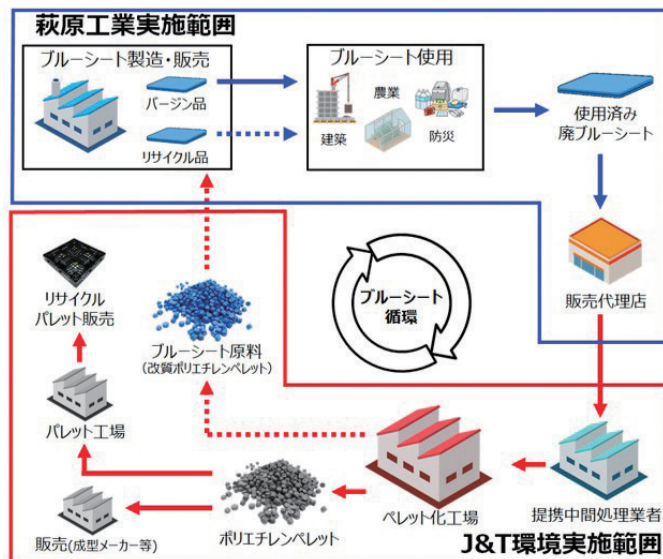 萩原工業実施範囲
ブルーシート製造・販売
バージン品
リサイクル品
ブルーシート使用
農業
建築
防災
使用済み
廃ブルーシート
販売代理店
ブルーシート
循環
リサイクル
パレット販売
ブルーシート原料
(改質ポリエチレンペレット)
パレット工場
販売(成型メーカー等)
ポリエチレンペレット
ペレット化工場
提携中間処理業者
J&T環境実施範囲